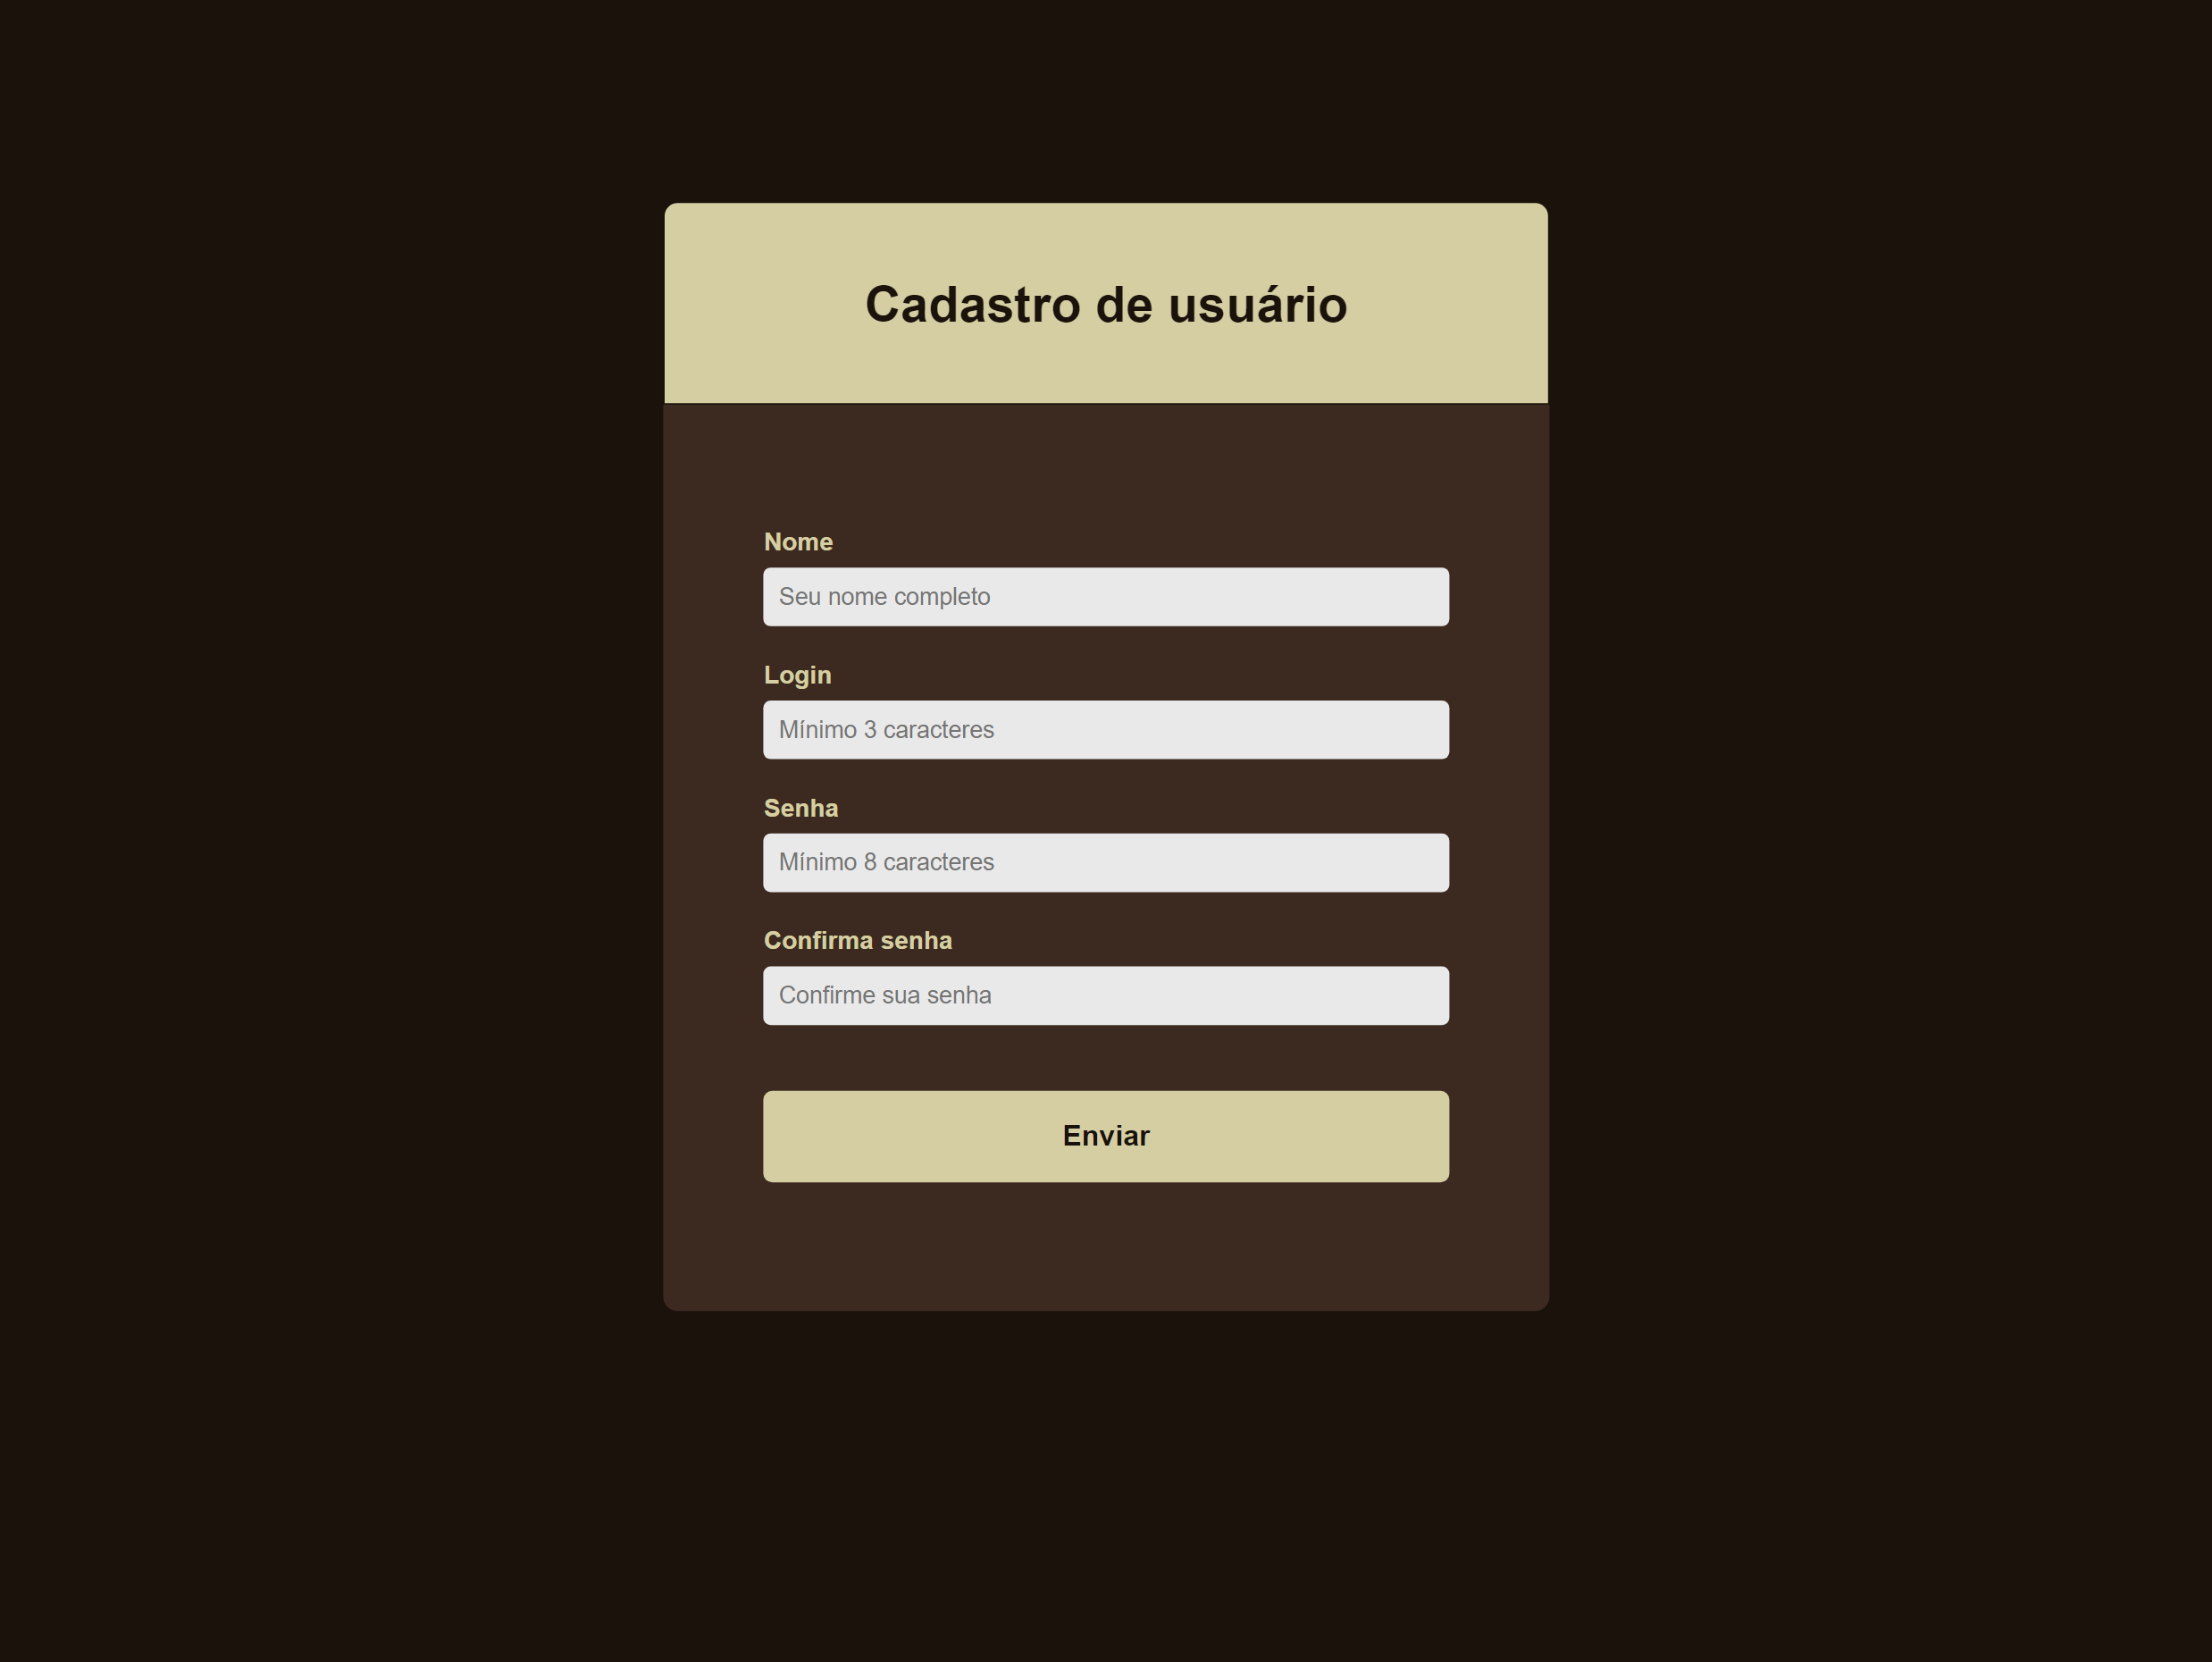 Cadastro de usuário
Nome
Seu nome completo
Login
Mínimo 3 caracteres
Senha
Mínimo 8 caracteres
Confirma senha
Confirme sua senha
Enviar